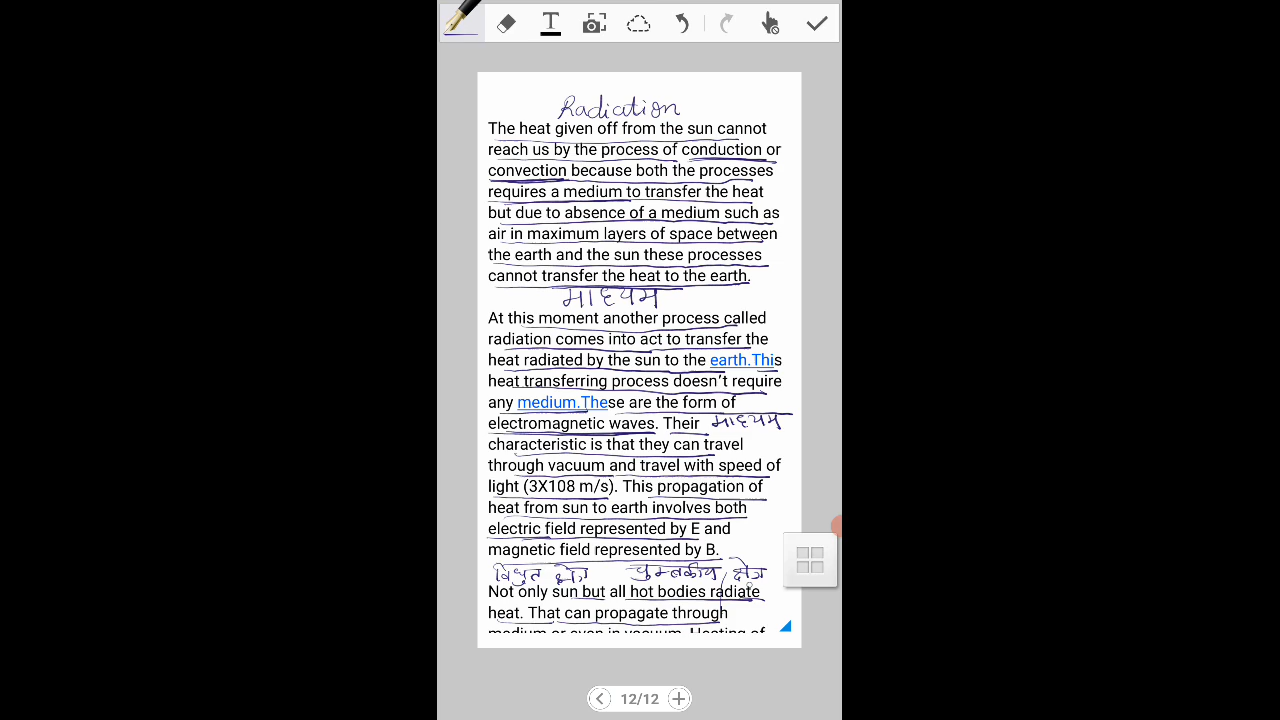 T
Radiation
The heat given off from the sun cannot
reach us by the process of conduction or
convection because both the processes
requires a medium to transfer the heat
but due to absence of a medium such as
air in maximum layers of space between
the earth and the sun these processes
cannot transfer the heat to the earth.
माध्यम
At this moment another process called
radiation comes into act to transfer the
heat radiated by the sun to the earth.This
heat transferring process doesn’t require
any medium.These are the form of
electromagnetic waves. Their माध्यम
characteristic is that they can travel
through vacuum and travel with speed of
light (3X108 m/s). This propagation of
heat from sun to earth involves both
electric field represented by E and
magnetic field represented by B.
विधुत क्षेत्र चुम्बकीय क्षेत्र
Not only sun but all hot bodies radiate
heat. That can propagate through
medium or even in vacuum. Heating of
12/12